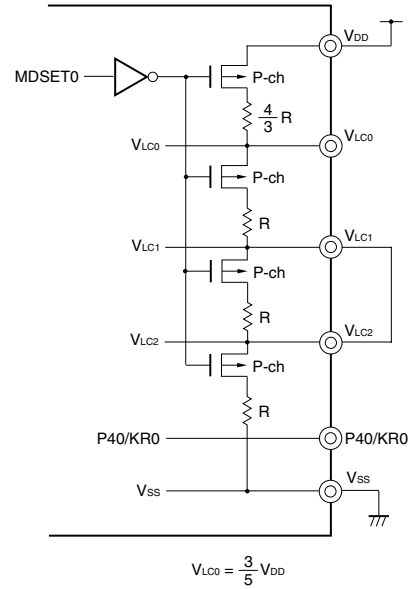 VDD
MDSET0
P-ch
4/3 R
VLC0 VLC0
P-ch
R
VLC1 VLC1
P-ch
R
VLC2 VLC2
P-ch
R
P40/KR0 P40/KR0
VSS VSS
VLC0 = 3/5 VDD